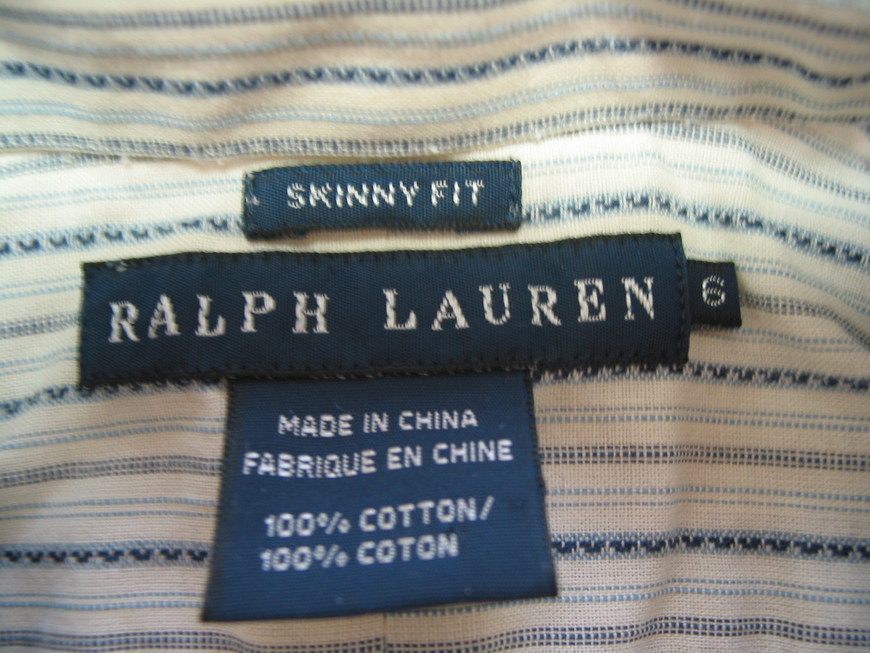 SKINNY FIT
RALPH LAUREN
6
MADE IN CHINA
FABRIQUE EN CHINE
100% COTTON/
100% COTON